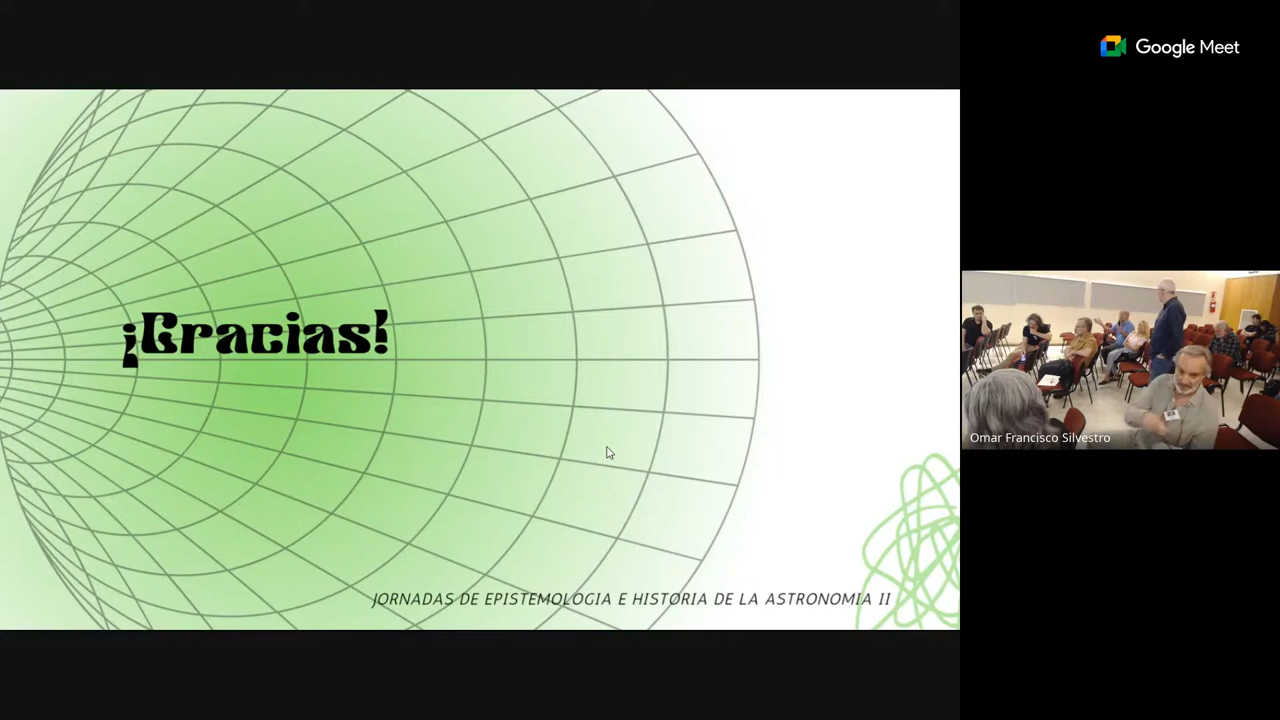 Google Meet
¡Gracias!
Omar Francisco Silvestro
JORNADAS DE EPISTEMOLOGIA E HISTORIA DE LA ASTRONOMIA II